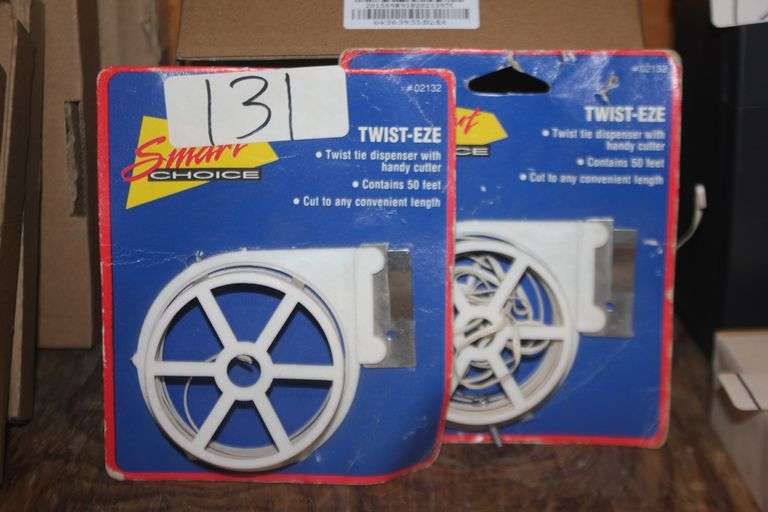 131
#02132
Smart
CHOICE
TWIST-EZE
• Twist tie dispenser with
handy cutter
• Contains 50 feet
• Cut to any convenient length
#02132
TWIST-EZE
• Twist tie dispenser with
handy cutter
• Contains 50 feet
• Cut to any convenient length